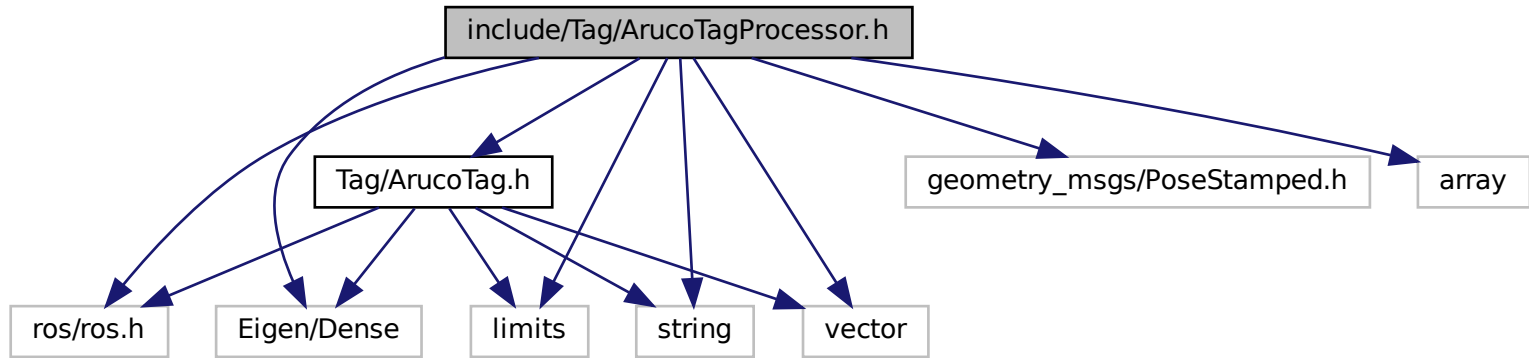 include/Tag/ArucoTagProcessor.h
Tag/ArucoTag.h
geometry_msgs/PoseStamped.h
array
ros/ros.h
Eigen/Dense
limits
string
vector